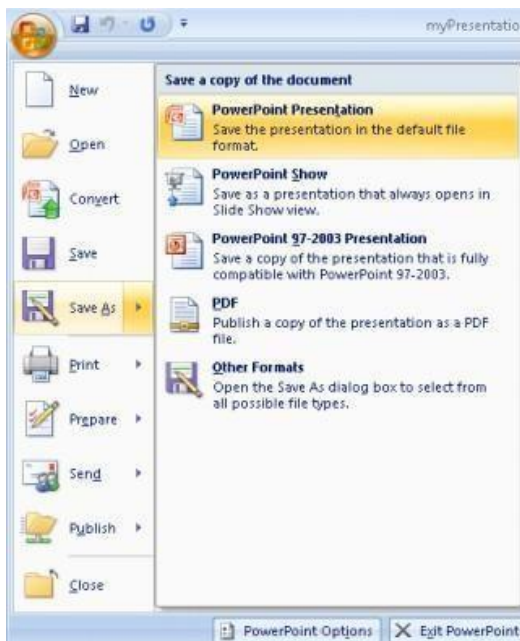 myPresentatio
New
Open
Convert
Save
Save As
Print
Prepare
Send
Publish
Close
Save a copy of the document
PowerPoint Presentation
Save the presentation in the default file
format.
PowerPoint Show
Save as a presentation that always opens in
Slide Show view.
PowerPoint 97-2003 Presentation
Save a copy of the presentation that is fully
compatible with PowerPoint 97-2003.
PDF
Publish a copy of the presentation as a PDF
file.
Other Formats
Open the Save As dialog box to select from
all possible file types.
PowerPoint Options
Exit PowerPoint